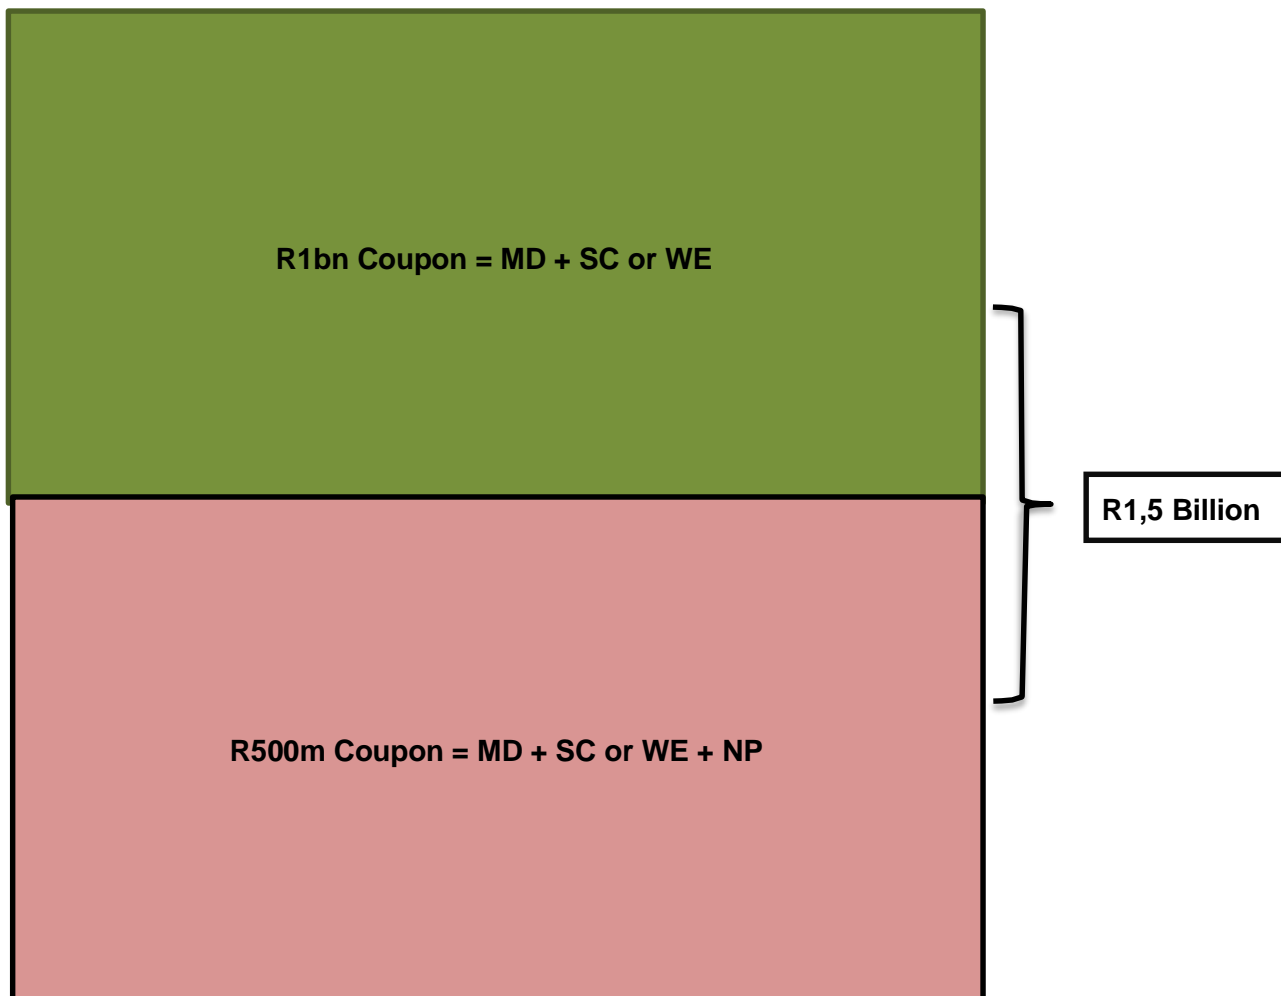 R1bn Coupon = MD + SC or WE
R1,5 Billion
R500m Coupon = MD + SC or WE + NP